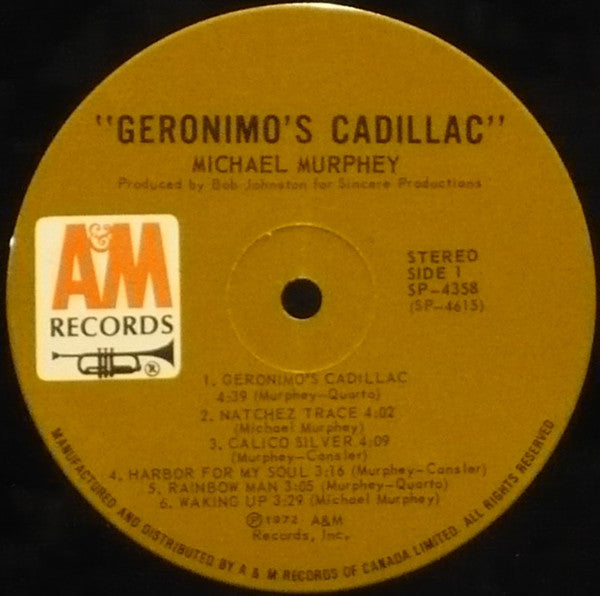 "GERONIMO'S CADILLAC"
MICHAEL MURPHEY
Produced by Bob Johnston for Sincere Productions
A&M
RECORDS
®
STEREO
SIDE 1
SP-4358
(SP-4615)
1. GERONIMO'S CADILLAC
4:39 (Murphey-Quarto)
2. NATCHEZ TRACE 4:02
(Michael Murphey)
3. CALICO SILVER 4:09
(Murphey-Cansler)
4. HARBOR FOR MY SOUL 3:16 (Murphey-Cansler)
5. RAINBOW MAN 3:05 (Murphey-Quarto)
6. WAKING UP 3:29 (Michael Murphey)
℗1972 A&M
Records, Inc.
MANUFACTURED AND DISTRIBUTED BY A & M RECORDS OF CANADA LIMITED. ALL RIGHTS RESERVED